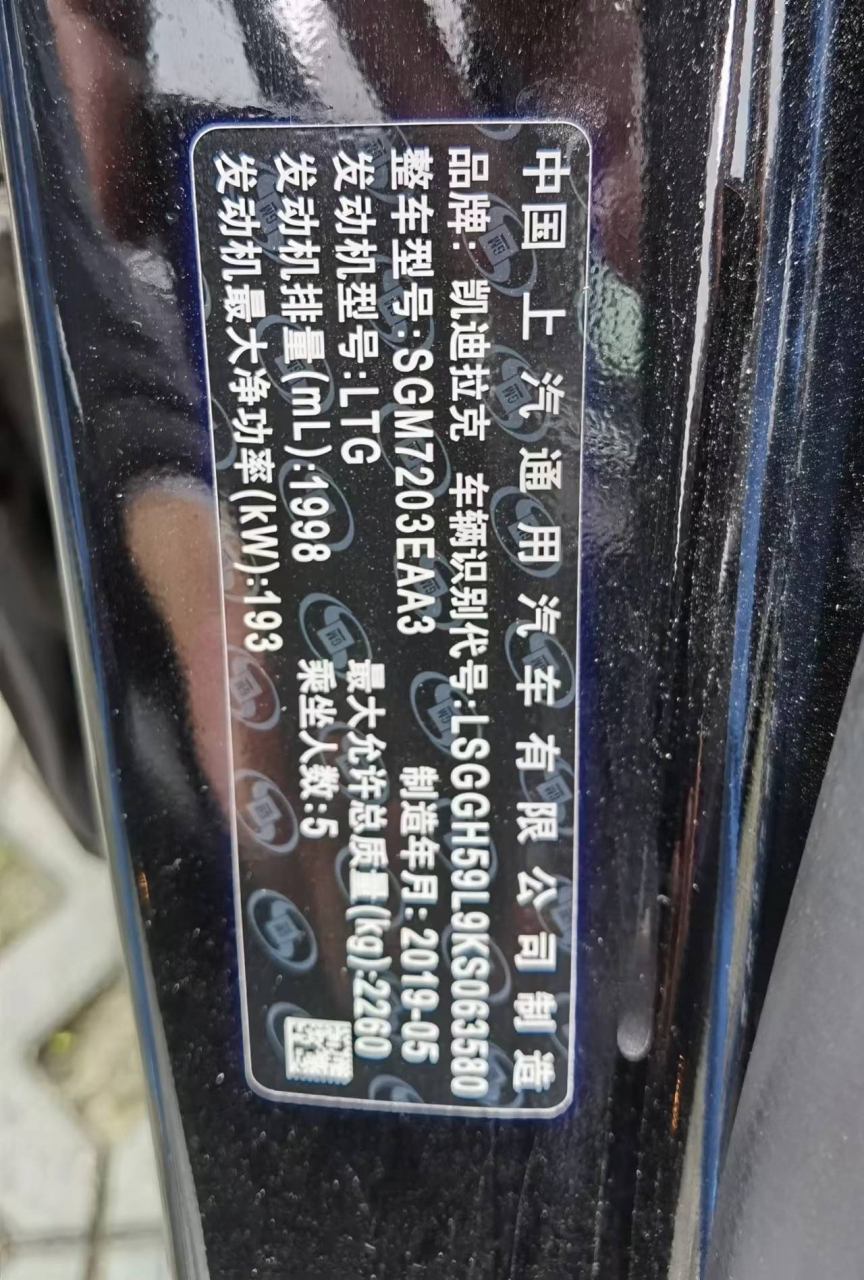 中国上汽通用汽车有限公司制造
品牌：凯迪拉克 车辆识别代号:LSGGH59L9KS063580
整车型号:SGM7203EAA3 制造年月:2019-05
发动机型号:LTG 最大允许总质量(kg):2260
发动机排量(mL):1998 乘坐人数:5
发动机最大净功率(kW):193